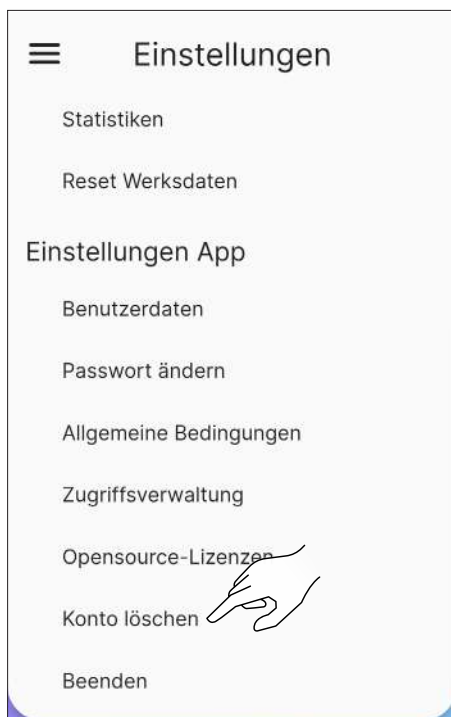 Einstellungen
Statistiken
Reset Werksdaten
Einstellungen App
Benutzerdaten
Passwort ändern
Allgemeine Bedingungen
Zugriffsverwaltung
Opensource-Lizenzen
Konto löschen
Beenden